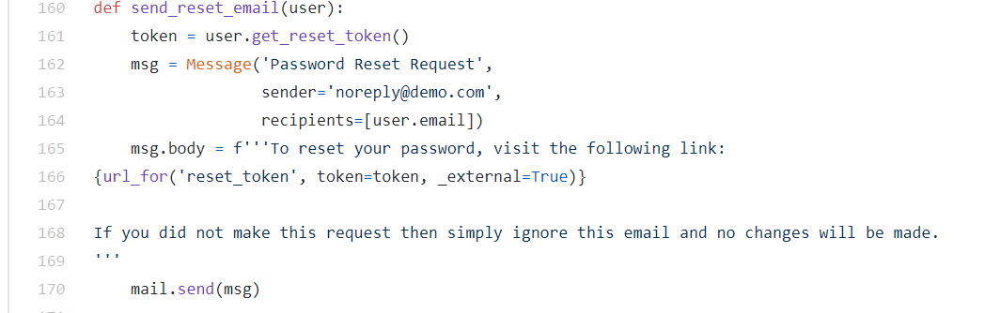 160 def send_reset_email(user):
161     token = user.get_reset_token()
162     msg = Message('Password Reset Request',
163                   sender='noreply@demo.com',
164                   recipients=[user.email])
165     msg.body = f'''To reset your password, visit the following link:
166 {url_for('reset_token', token=token, _external=True)}
167
168 If you did not make this request then simply ignore this email and no changes will be made.
169 '''
170     mail.send(msg)